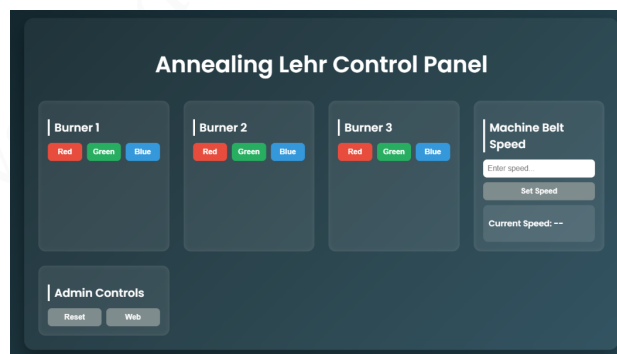 Annealing Lehr Control Panel
Burner 1
Red Green Blue
Burner 2
Red Green Blue
Burner 3
Red Green Blue
Machine Belt
Speed
Enter speed...
Set Speed
Current Speed: --
Admin Controls
Reset Web